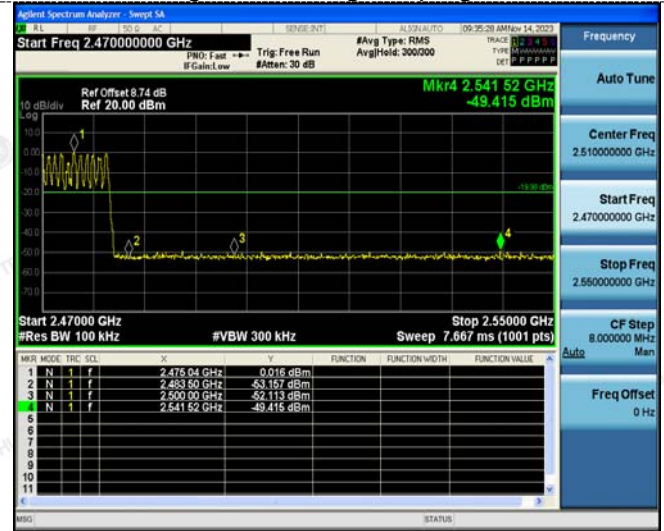 Agilent Spectrum Analyzer - Swept SA
RL RF 50 Ω AC SENSE:INT ALIGN AUTO 09:35:28 AM Nov 14, 2023
Start Freq 2.470000000 GHz
PNO: Fast
IFGain:Low
Trig: Free Run
#Atten: 30 dB
#Avg Type: RMS
Avg|Hold: 300/300
TRACE 1 2 3 4 5 6
TYPE
DET P P P P P P
Ref Offset 8.74 dB
10 dB/div Ref 20.00 dBm
Log
Mkr4 2.541 52 GHz
-49.415 dBm
10.0
0.00
-10.0
-20.0
-30.0
-40.0
-50.0
-60.0
-70.0
1
2
3
4
Start 2.47000 GHz Stop 2.55000 GHz
#Res BW 100 kHz #VBW 300 kHz Sweep 7.667 ms (1001 pts)
MKR MODE TRC SCL X Y FUNCTION FUNCTION WIDTH FUNCTION VALUE
1 N 1 f 2.475 04 GHz 0.016 dBm
2 N 1 f 2.483 50 GHz -53.157 dBm
3 N 1 f 2.500 00 GHz -52.113 dBm
4 N 1 f 2.541 52 GHz -49.415 dBm
5
6
7
8
9
10
11
MSG STATUS
Frequency
Auto Tune
Center Freq
2.510000000 GHz
Start Freq
2.470000000 GHz
Stop Freq
2.550000000 GHz
CF Step
8.000000 MHz
Auto Man
Freq Offset
0 Hz